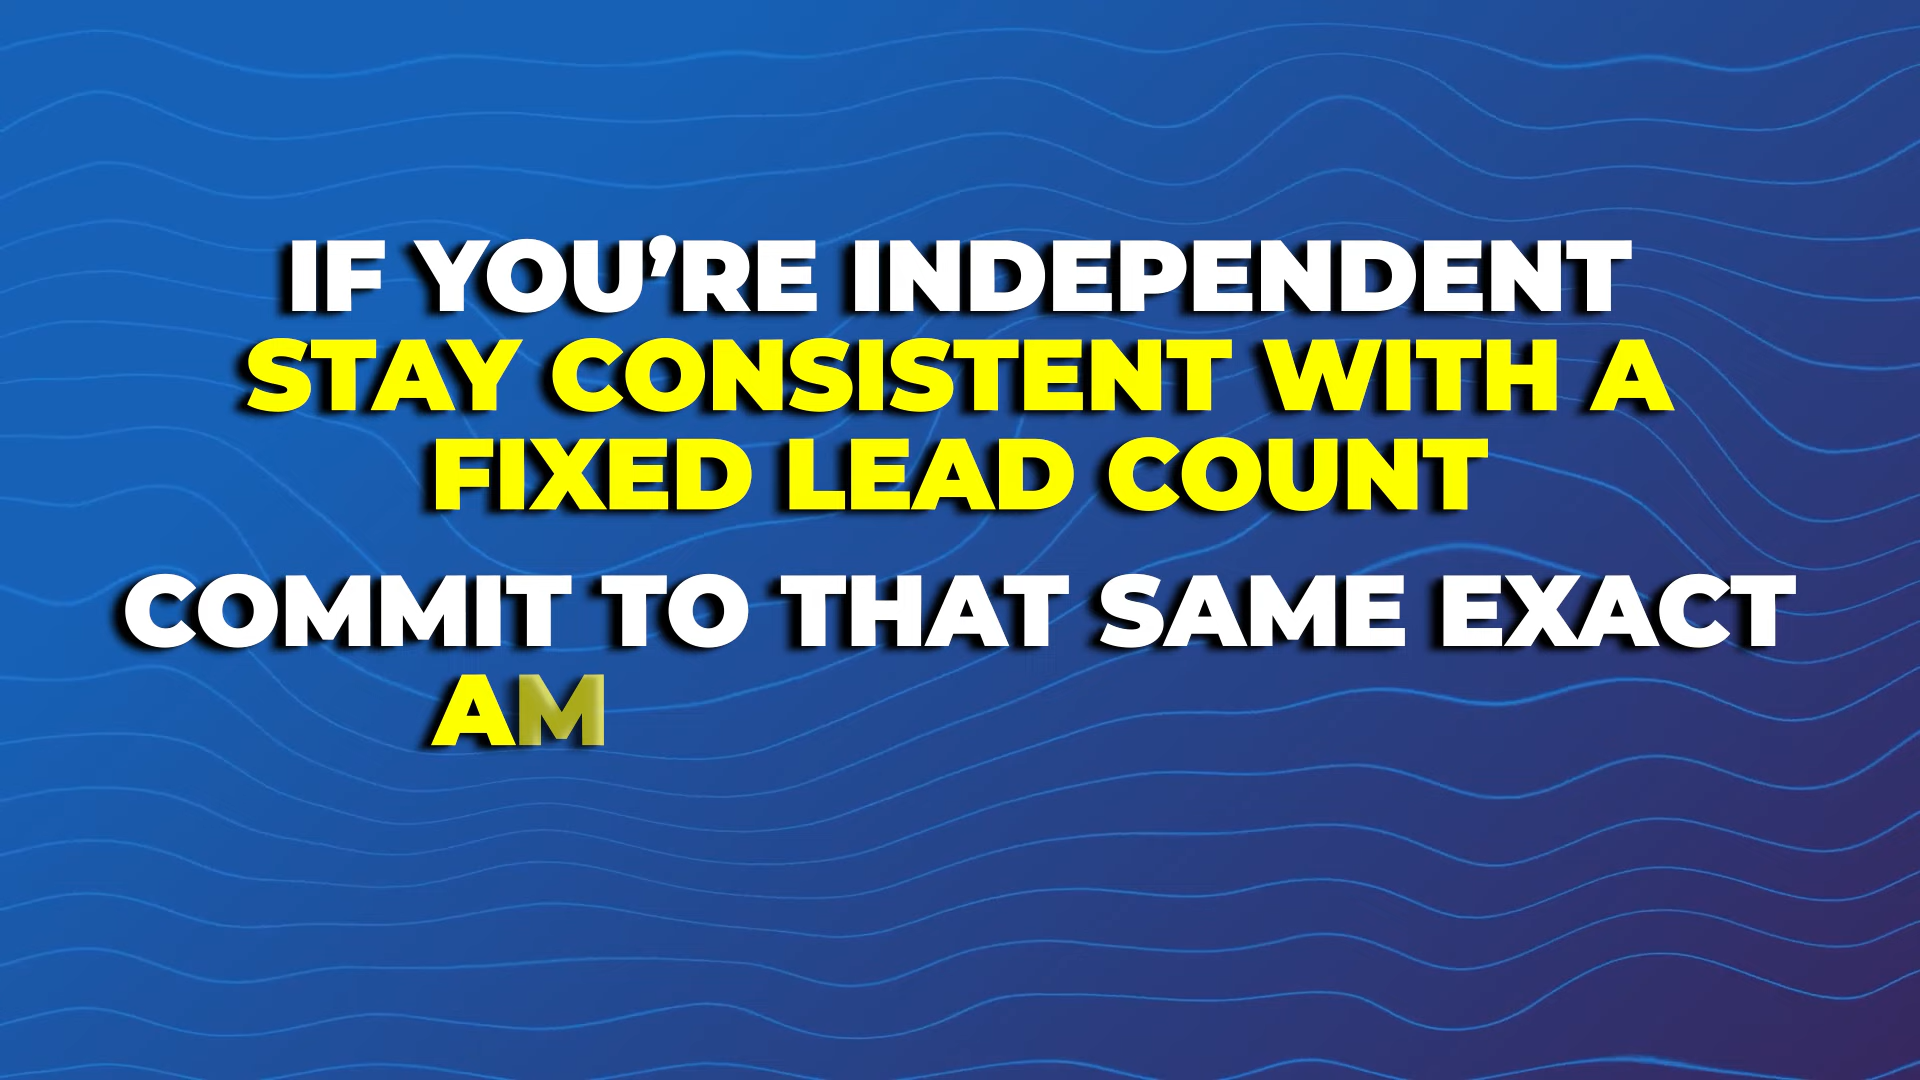 IF YOU’RE INDEPENDENT
STAY CONSISTENT WITH A
FIXED LEAD COUNT
COMMIT TO THAT SAME EXACT
AM